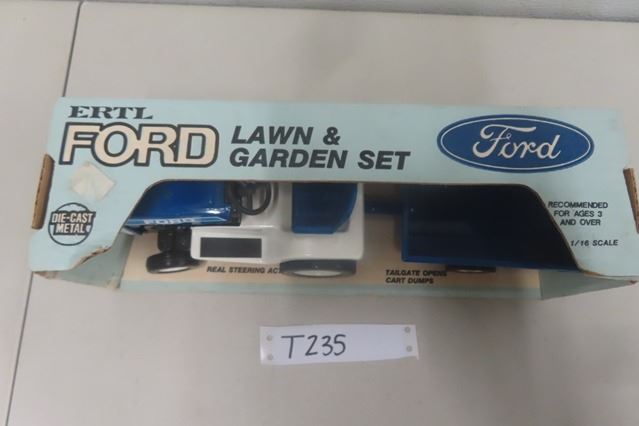 ERTL
FORD
LAWN &
GARDEN SET
Ford
DIE-CAST
METAL
FORD
RECOMMENDED
FOR AGES 3
AND OVER
1/16 SCALE
REAL STEERING
TAILGATE OPENS
CART DUMPS
T235